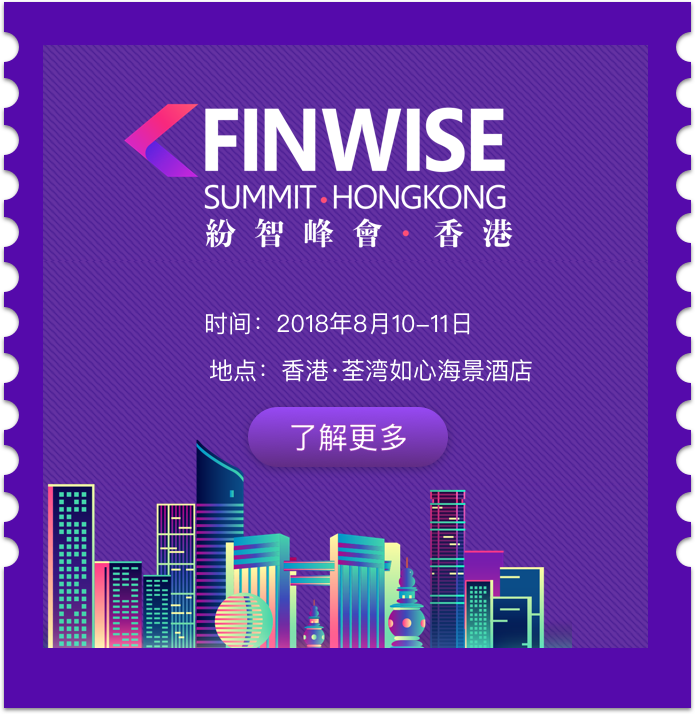 FINWISE
SUMMIT·HONGKONG
紛智峰會·香港
时间：2018年8月10-11日
地点：香港·荃湾如心海景酒店
了解更多